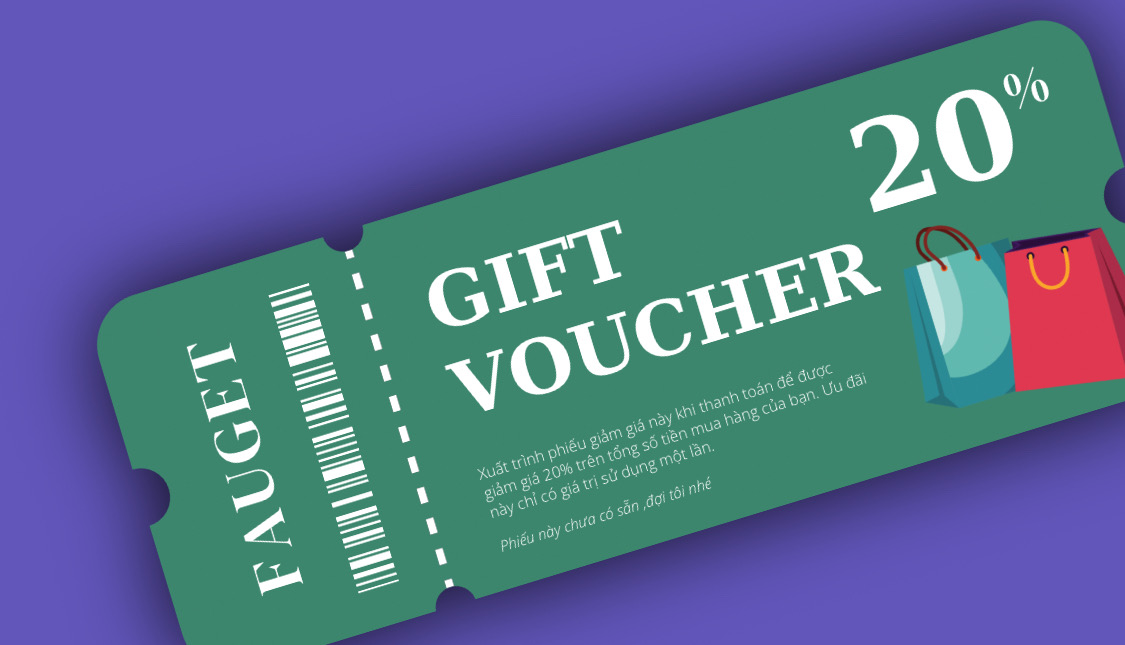 FAUGET
GIFT
VOUCHER
20%
Xuất trình phiếu giảm giá này khi thanh toán để được
giảm giá 20% trên tổng số tiền mua hàng của bạn. Ưu đãi
này chỉ có giá trị sử dụng một lần.
Phiếu này chưa có sẵn ,đợi tôi nhé